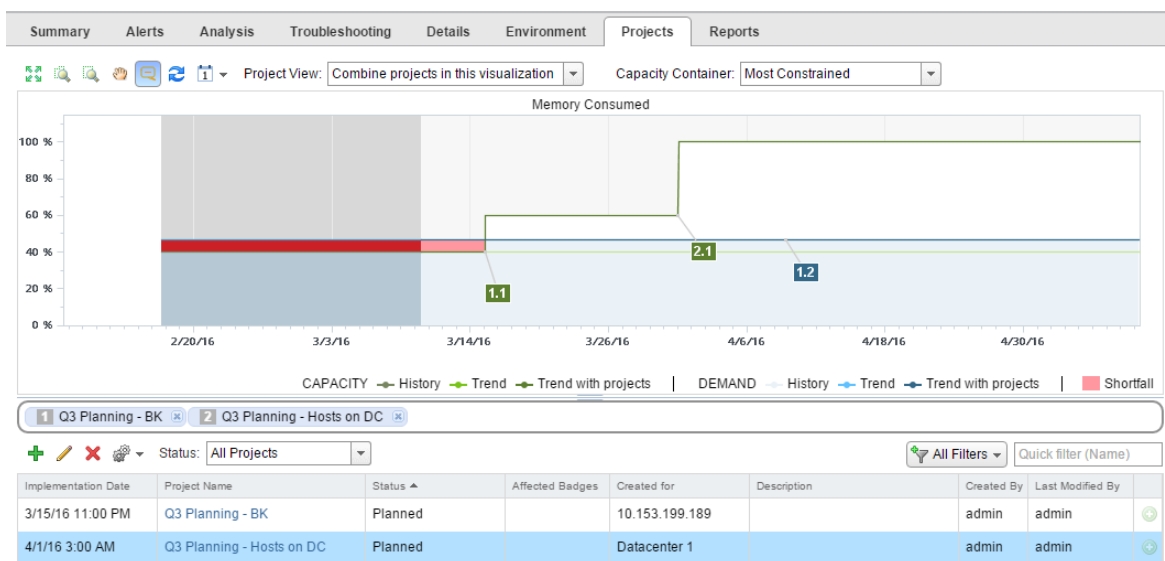 Summary Alerts Analysis Troubleshooting Details Environment Projects Reports
1 Project View: Combine projects in this visualization Capacity Container: Most Constrained
Memory Consumed
100 %
80 %
60 %
40 %
20 %
0 %
2.1
1.2
1.1
2/20/16 3/3/16 3/14/16 3/26/16 4/6/16 4/18/16 4/30/16
CAPACITY History Trend Trend with projects | DEMAND History Trend Trend with projects | Shortfall
1 Q3 Planning - BK 2 Q3 Planning - Hosts on DC
Status: All Projects All Filters Quick filter (Name)
Implementation Date Project Name Status Affected Badges Created for Description Created By Last Modified By
3/15/16 11:00 PM Q3 Planning - BK Planned 10.153.199.189 admin admin
4/1/16 3:00 AM Q3 Planning - Hosts on DC Planned Datacenter 1 admin admin